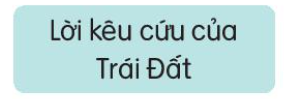 Lời kêu cứu của
Trái Đất